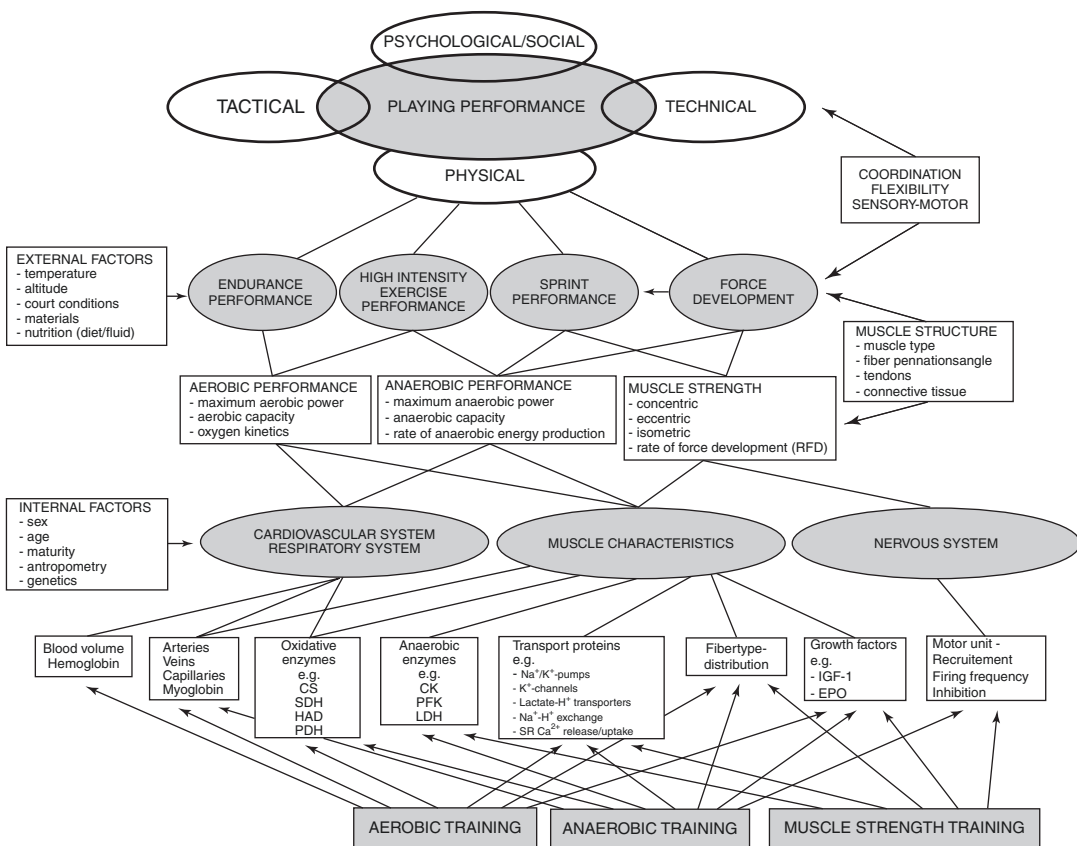 PSYCHOLOGICAL/SOCIAL
TACTICAL
PLAYING PERFORMANCE
TECHNICAL
PHYSICAL
COORDINATION
FLEXIBILITY
SENSORY-MOTOR
EXTERNAL FACTORS
- temperature
- altitude
- court conditions
- materials
- nutrition (diet/fluid)
ENDURANCE
PERFORMANCE
HIGH INTENSITY
EXERCISE
PERFORMANCE
SPRINT
PERFORMANCE
FORCE
DEVELOPMENT
MUSCLE STRUCTURE
- muscle type
- fiber pennationsangle
- tendons
- connective tissue
AEROBIC PERFORMANCE
- maximum aerobic power
- aerobic capacity
- oxygen kinetics
ANAEROBIC PERFORMANCE
- maximum anaerobic power
- anaerobic capacity
- rate of anaerobic energy production
MUSCLE STRENGTH
- concentric
- eccentric
- isometric
- rate of force development (RFD)
INTERNAL FACTORS
- sex
- age
- maturity
- antropometry
- genetics
CARDIOVASCULAR SYSTEM
RESPIRATORY SYSTEM
MUSCLE CHARACTERISTICS
NERVOUS SYSTEM
Blood volume
Hemoglobin
Arteries
Veins
Capillaries
Myoglobin
Oxidative
enzymes
e.g.
CS
SDH
HAD
PDH
Anaerobic
enzymes
e.g.
CK
PFK
LDH
Transport proteins
e.g.
- Na⁺/K⁺-pumps
- K⁺-channels
- Lactate-H⁺ transporters
- Na⁺-H⁺ exchange
- SR Ca²⁺ release/uptake
Fibertype-
distribution
Growth factors
e.g.
- IGF-1
- EPO
Motor unit -
Recruitement
Firing frequency
Inhibition
AEROBIC TRAINING
ANAEROBIC TRAINING
MUSCLE STRENGTH TRAINING